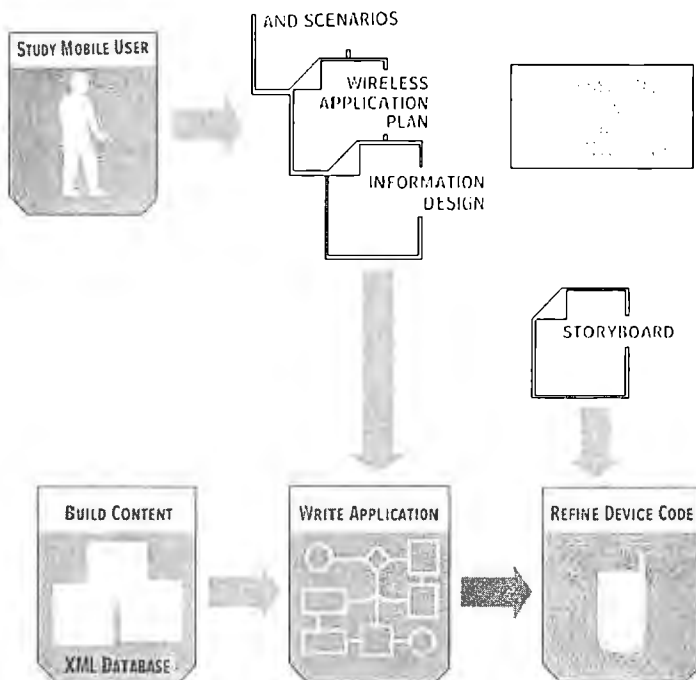 AND SCENARIOS
STUDY MOBILE USER
WIRELESS
APPLICATION
PLAN
INFORMATION
DESIGN
STORYBOARD
BUILD CONTENT
XML DATABASE
WRITE APPLICATION
REFINE DEVICE CODE